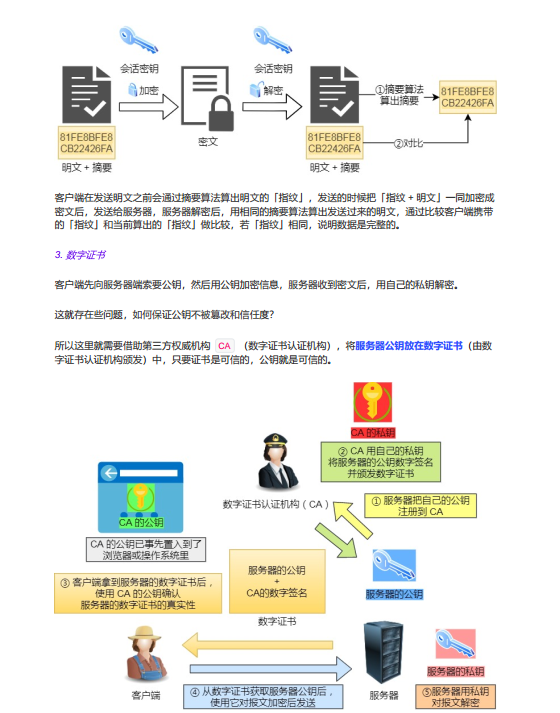 会话密钥
会话密钥
加密
解密
①摘要算法
算出摘要
81FE8BFE8
CB22426FA
81FE8BFE8
CB22426FA
密文
81FE8BFE8
CB22426FA
②对比
明文 + 摘要
明文 + 摘要
客户端在发送明文之前会通过摘要算法算出明文的「指纹」，发送的时候把「指纹 + 明文」一同加密成
密文后，发送给服务器，服务器解密后，用相同的摘要算法算出发送过来的明文，通过比较客户端携带
的「指纹」和当前算出的「指纹」做比较，若「指纹」相同，说明数据是完整的。
3. 数字证书
客户端先向服务器端索要公钥，然后用公钥加密信息，服务器收到密文后，用自己的私钥解密。
这就存在些问题，如何保证公钥不被篡改和信任度？
所以这里就需要借助第三方权威机构 CA （数字证书认证机构），将服务器公钥放在数字证书（由数
字证书认证机构颁发）中，只要证书是可信的，公钥就是可信的。
CA 的私钥
② CA 用自己的私钥
将服务器的公钥数字签名
并颁发数字证书
数字证书认证机构（CA）
① 服务器把自己的公钥
注册到 CA
CA 的公钥
CA 的公钥已事先置入到了
浏览器或操作系统里
③ 客户端拿到服务器的数字证书后，
使用 CA 的公钥确认
服务器的数字证书的真实性
服务器的公钥
+
CA的数字签名
数字证书
服务器的公钥
服务器的私钥
客户端
④ 从数字证书获取服务器公钥后，
使用它对报文加密后发送
服务器
⑤服务器用私钥
对报文解密